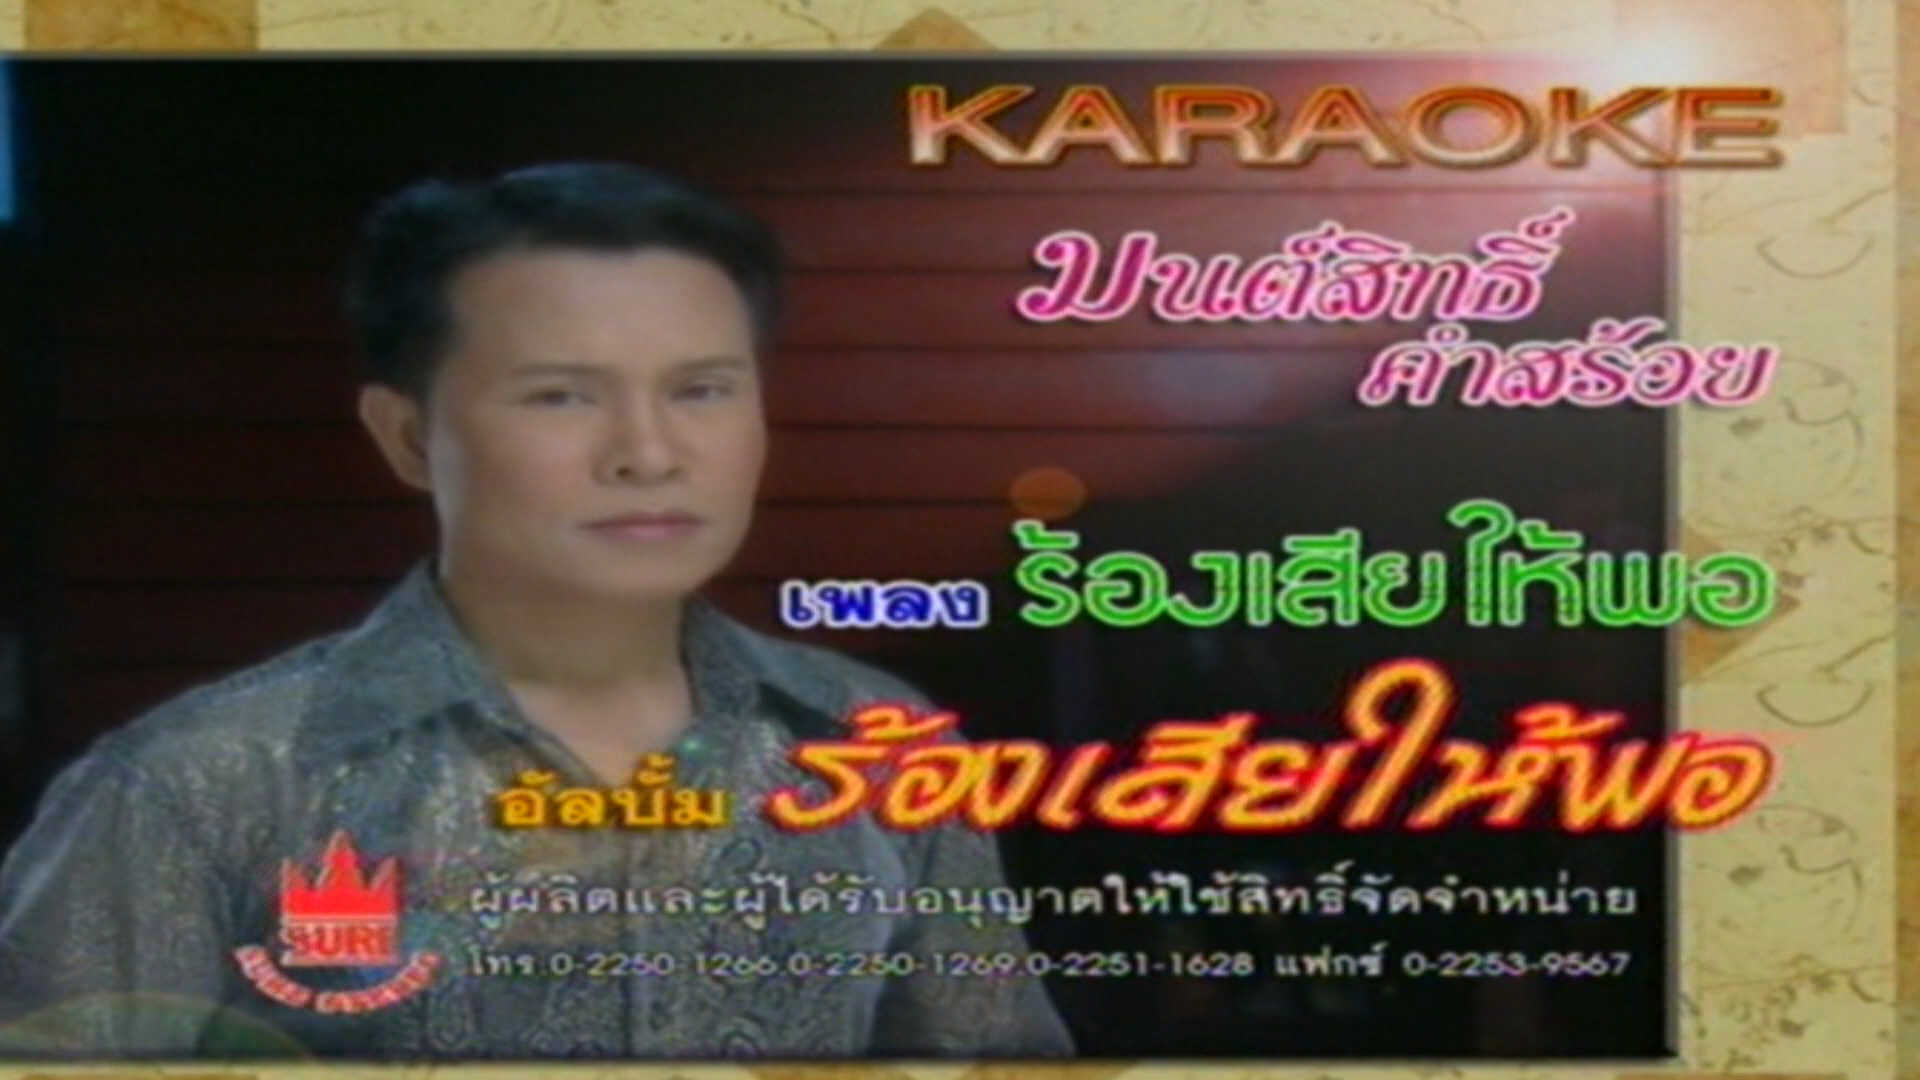 KARAOKE
มนต์สิทธิ์
คำสร้อย
เพลง ร้องเสียให้พอ
อัลบั้ม ร้องเสียให้พอ
ผู้ผลิตและผู้ได้รับอนุญาตให้ใช้สิทธิ์จัดจำหน่าย
SURE
โทร.0-2250-1266.0-2250-1269.0-2251-1628 แฟกซ์ 0-2253-9567